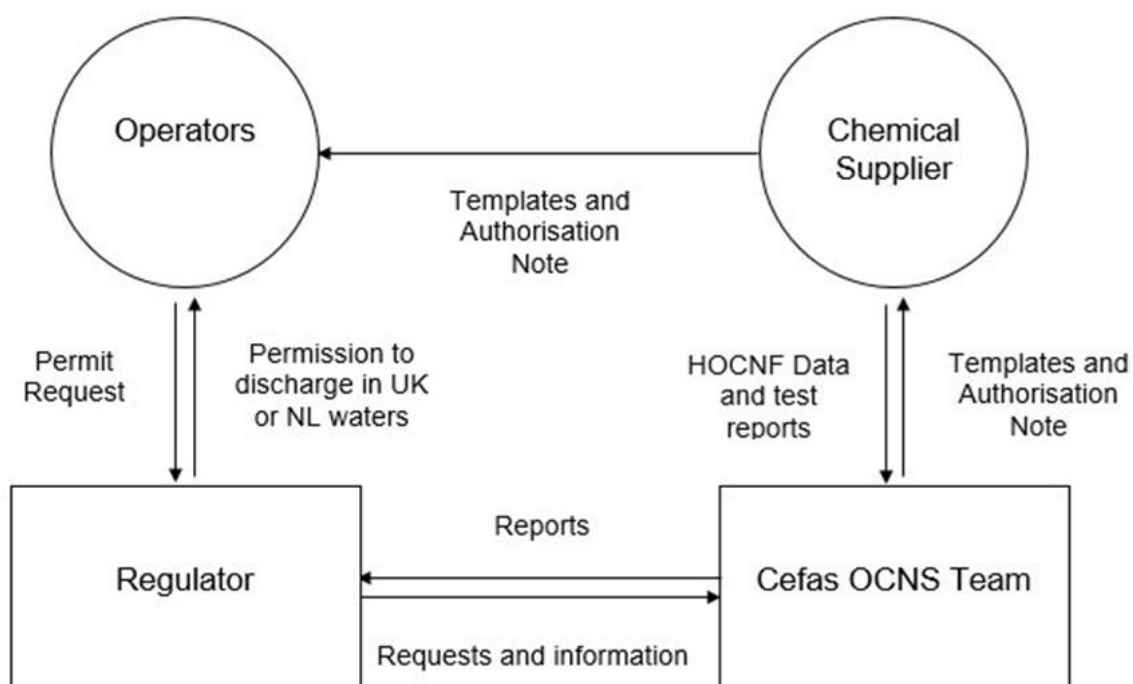 Operators
Chemical
Supplier
Templates and
Authorisation
Note
Permit
Request
Permission to
discharge in UK
or NL waters
HOCNF Data
and test
reports
Templates and
Authorisation
Note
Reports
Regulator
Cefas OCNS Team
Requests and information